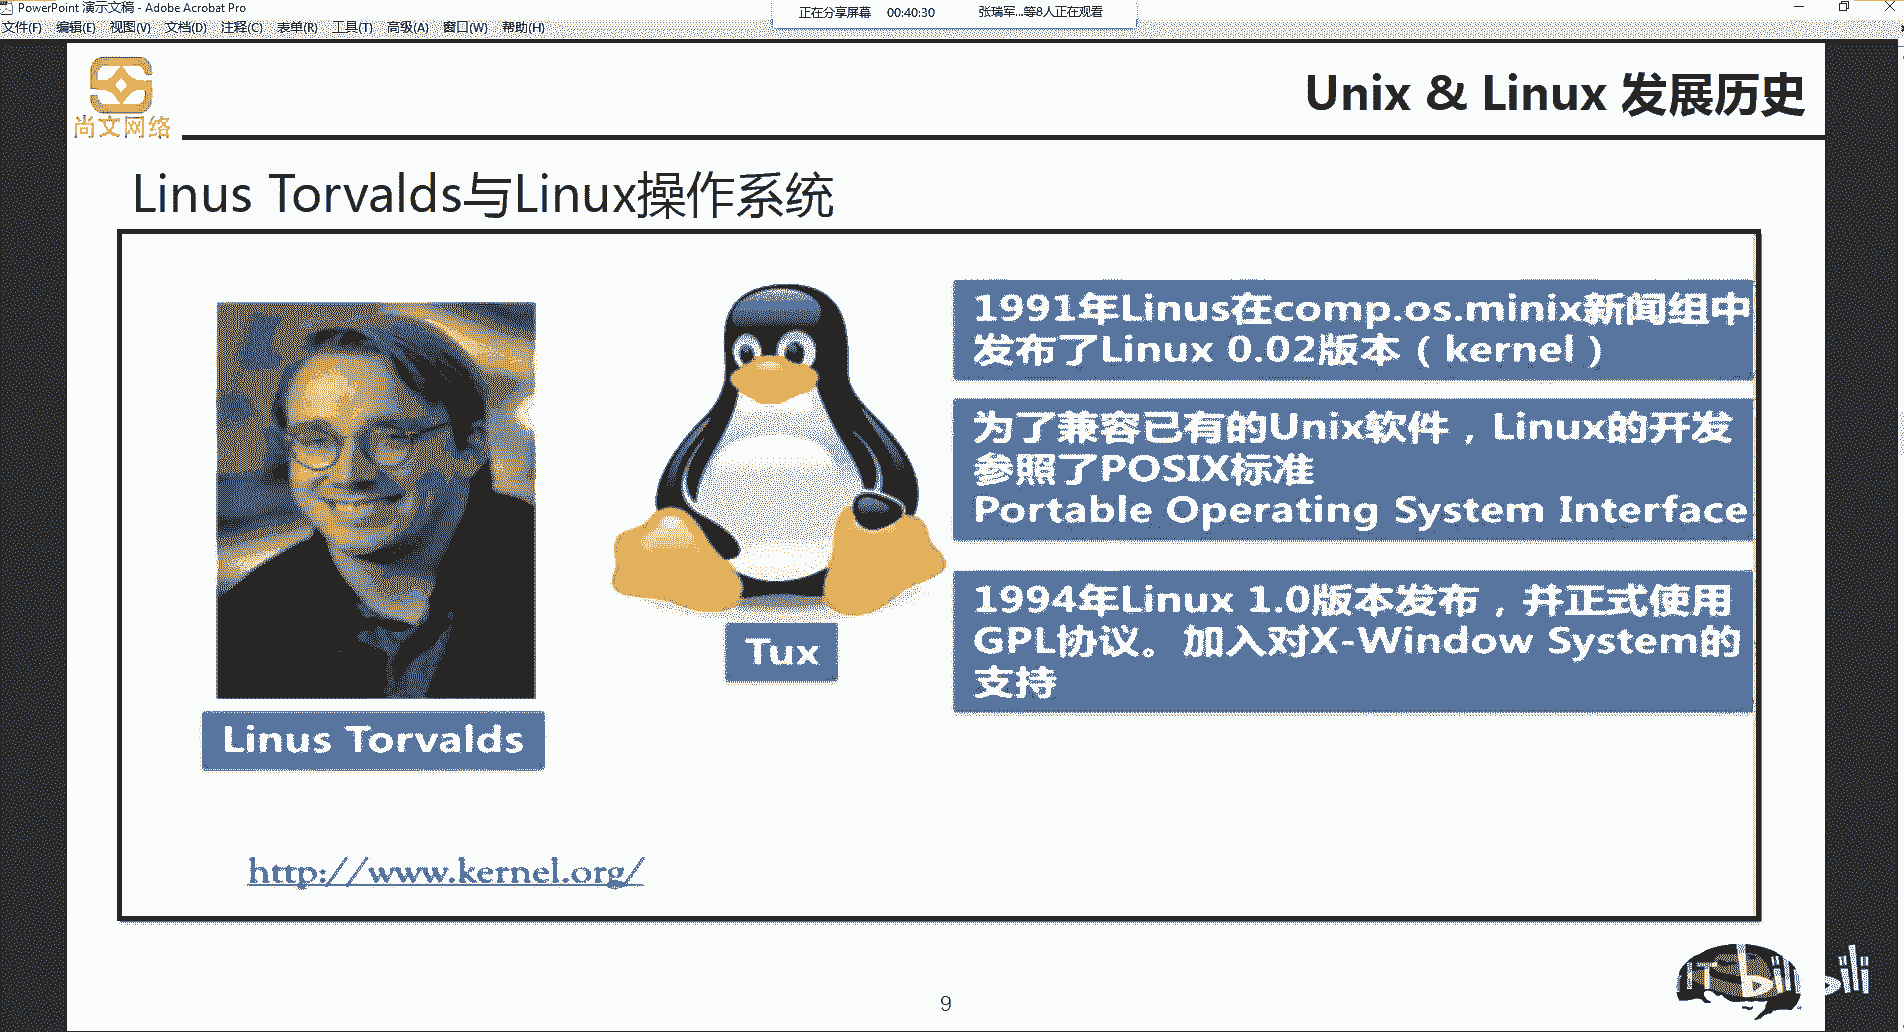 PowerPoint 演示文稿 - Adobe Acrobat Pro
正在分享屏幕 00:40:30 张瑞军...等8人正在观看
文件(F) 编辑(E) 视图(V) 文档(D) 注释(C) 表单(R) 工具(T) 高级(A) 窗口(W) 帮助(H)
尚文网络
Unix & Linux 发展历史
Linus Torvalds与Linux操作系统
1991年Linus在comp.os.minix新闻组中
发布了Linux 0.02版本（kernel）
为了兼容已有的Unix软件，Linux的开发
参照了POSIX标准
Portable Operating System Interface
1994年Linux 1.0版本发布，并正式使用
GPL协议。加入对X-Window System的
支持
Tux
Linus Torvalds
http://www.kernel.org/
9
IT